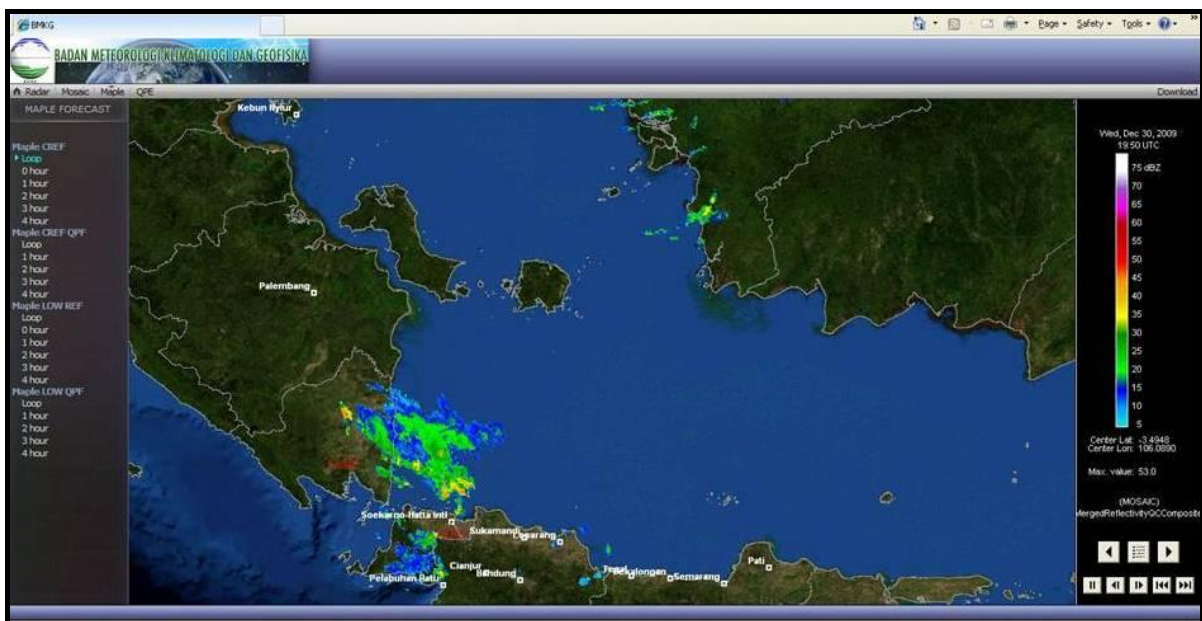 BMKG
Page Safety Tools
BADAN METEOROLOGI KLIMATOLOGI DAN GEOFISIKA
Radar Mosaic Maple QPE Download
MAPLE FORECAST
Maple CREF
Loop
0 hour
1 hour
2 hour
3 hour
4 hour
Maple CREF QPF
Loop
1 hour
2 hour
3 hour
4 hour
Maple LOW REF
Loop
0 hour
1 hour
2 hour
3 hour
4 hour
Maple LOW QPF
Loop
1 hour
2 hour
3 hour
4 hour
Kebun
Palembang
Soekarno-Hatta Intl
Sukamandi
Cianjur
Bandung
Pelabuhan Ratu
Tegal
Pekalongan
Semarang
Pati
Wed, Dec 30, 2009
19:50 UTC
75 dBZ
70
65
60
55
50
45
40
35
30
25
20
15
10
5
Center Lat: -3.4948
Center Lon: 106.0890
Max. value: 53.0
(MOSAIC)
MergedReflectivityQCComposite